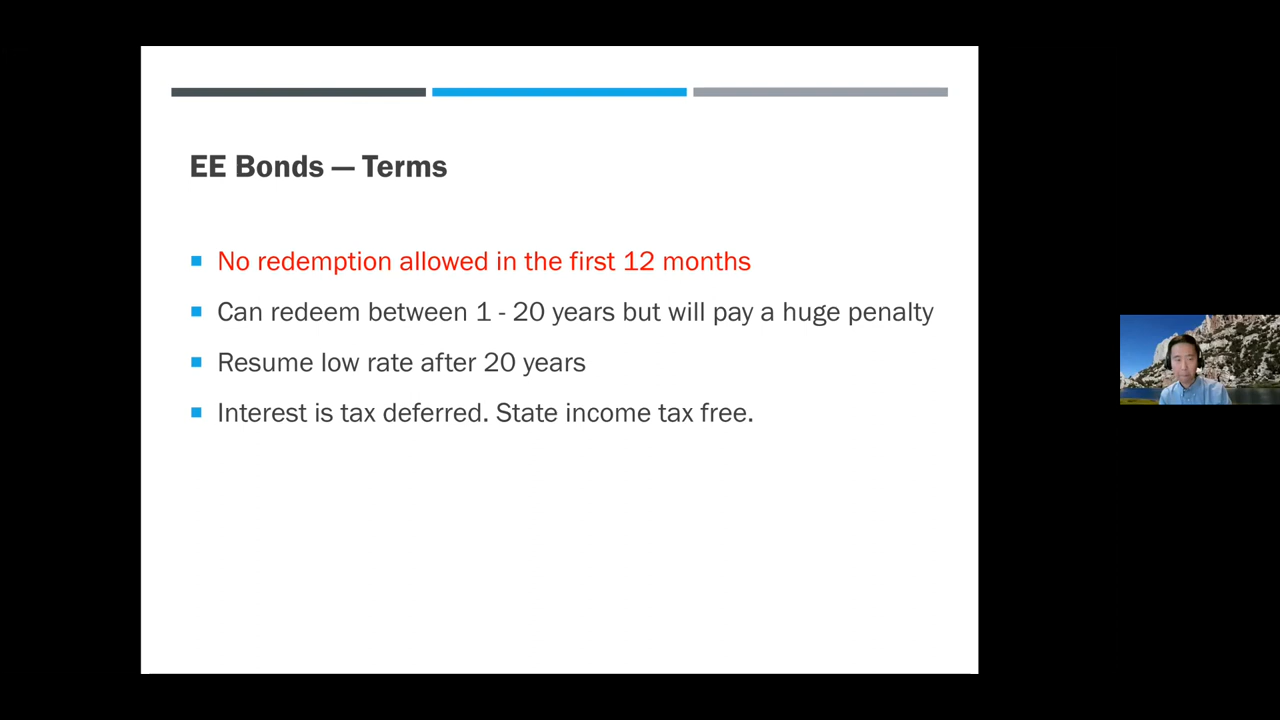 EE Bonds — Terms
No redemption allowed in the first 12 months
Can redeem between 1 - 20 years but will pay a huge penalty
Resume low rate after 20 years
Interest is tax deferred. State income tax free.